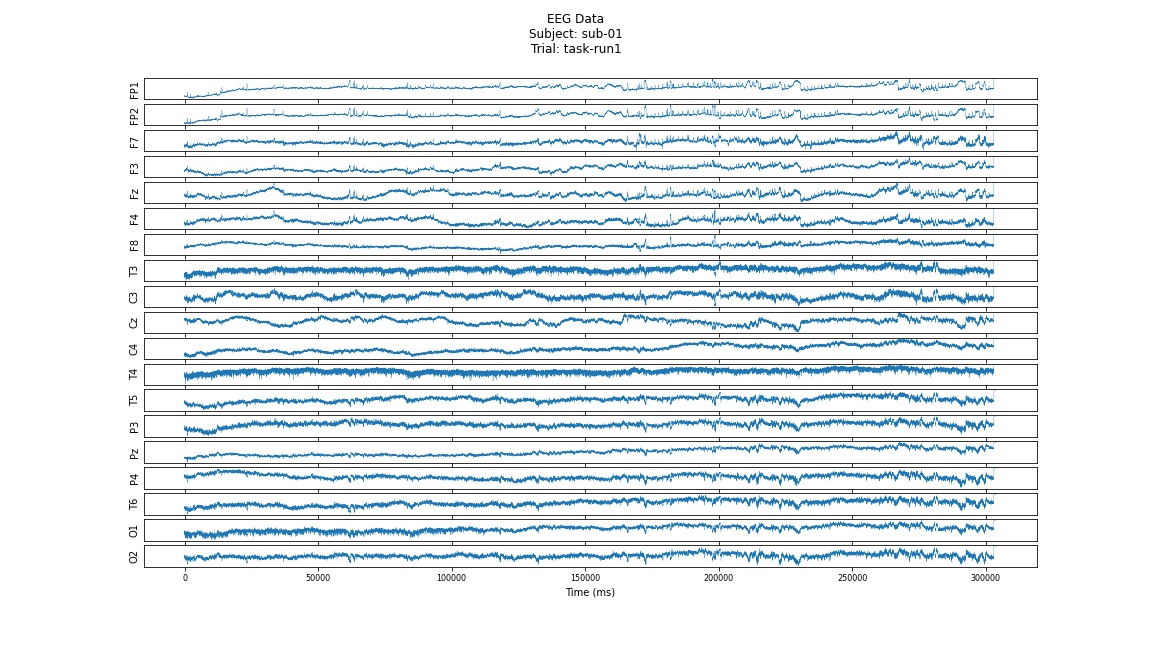 EEG Data
Subject: sub-01
Trial: task-run1
FP1
FP2
F7
F3
Fz
F4
F8
T3
C3
Cz
C4
T4
T5
P3
Pz
P4
T6
O1
O2
0 50000 100000 150000 200000 250000 300000
Time (ms)